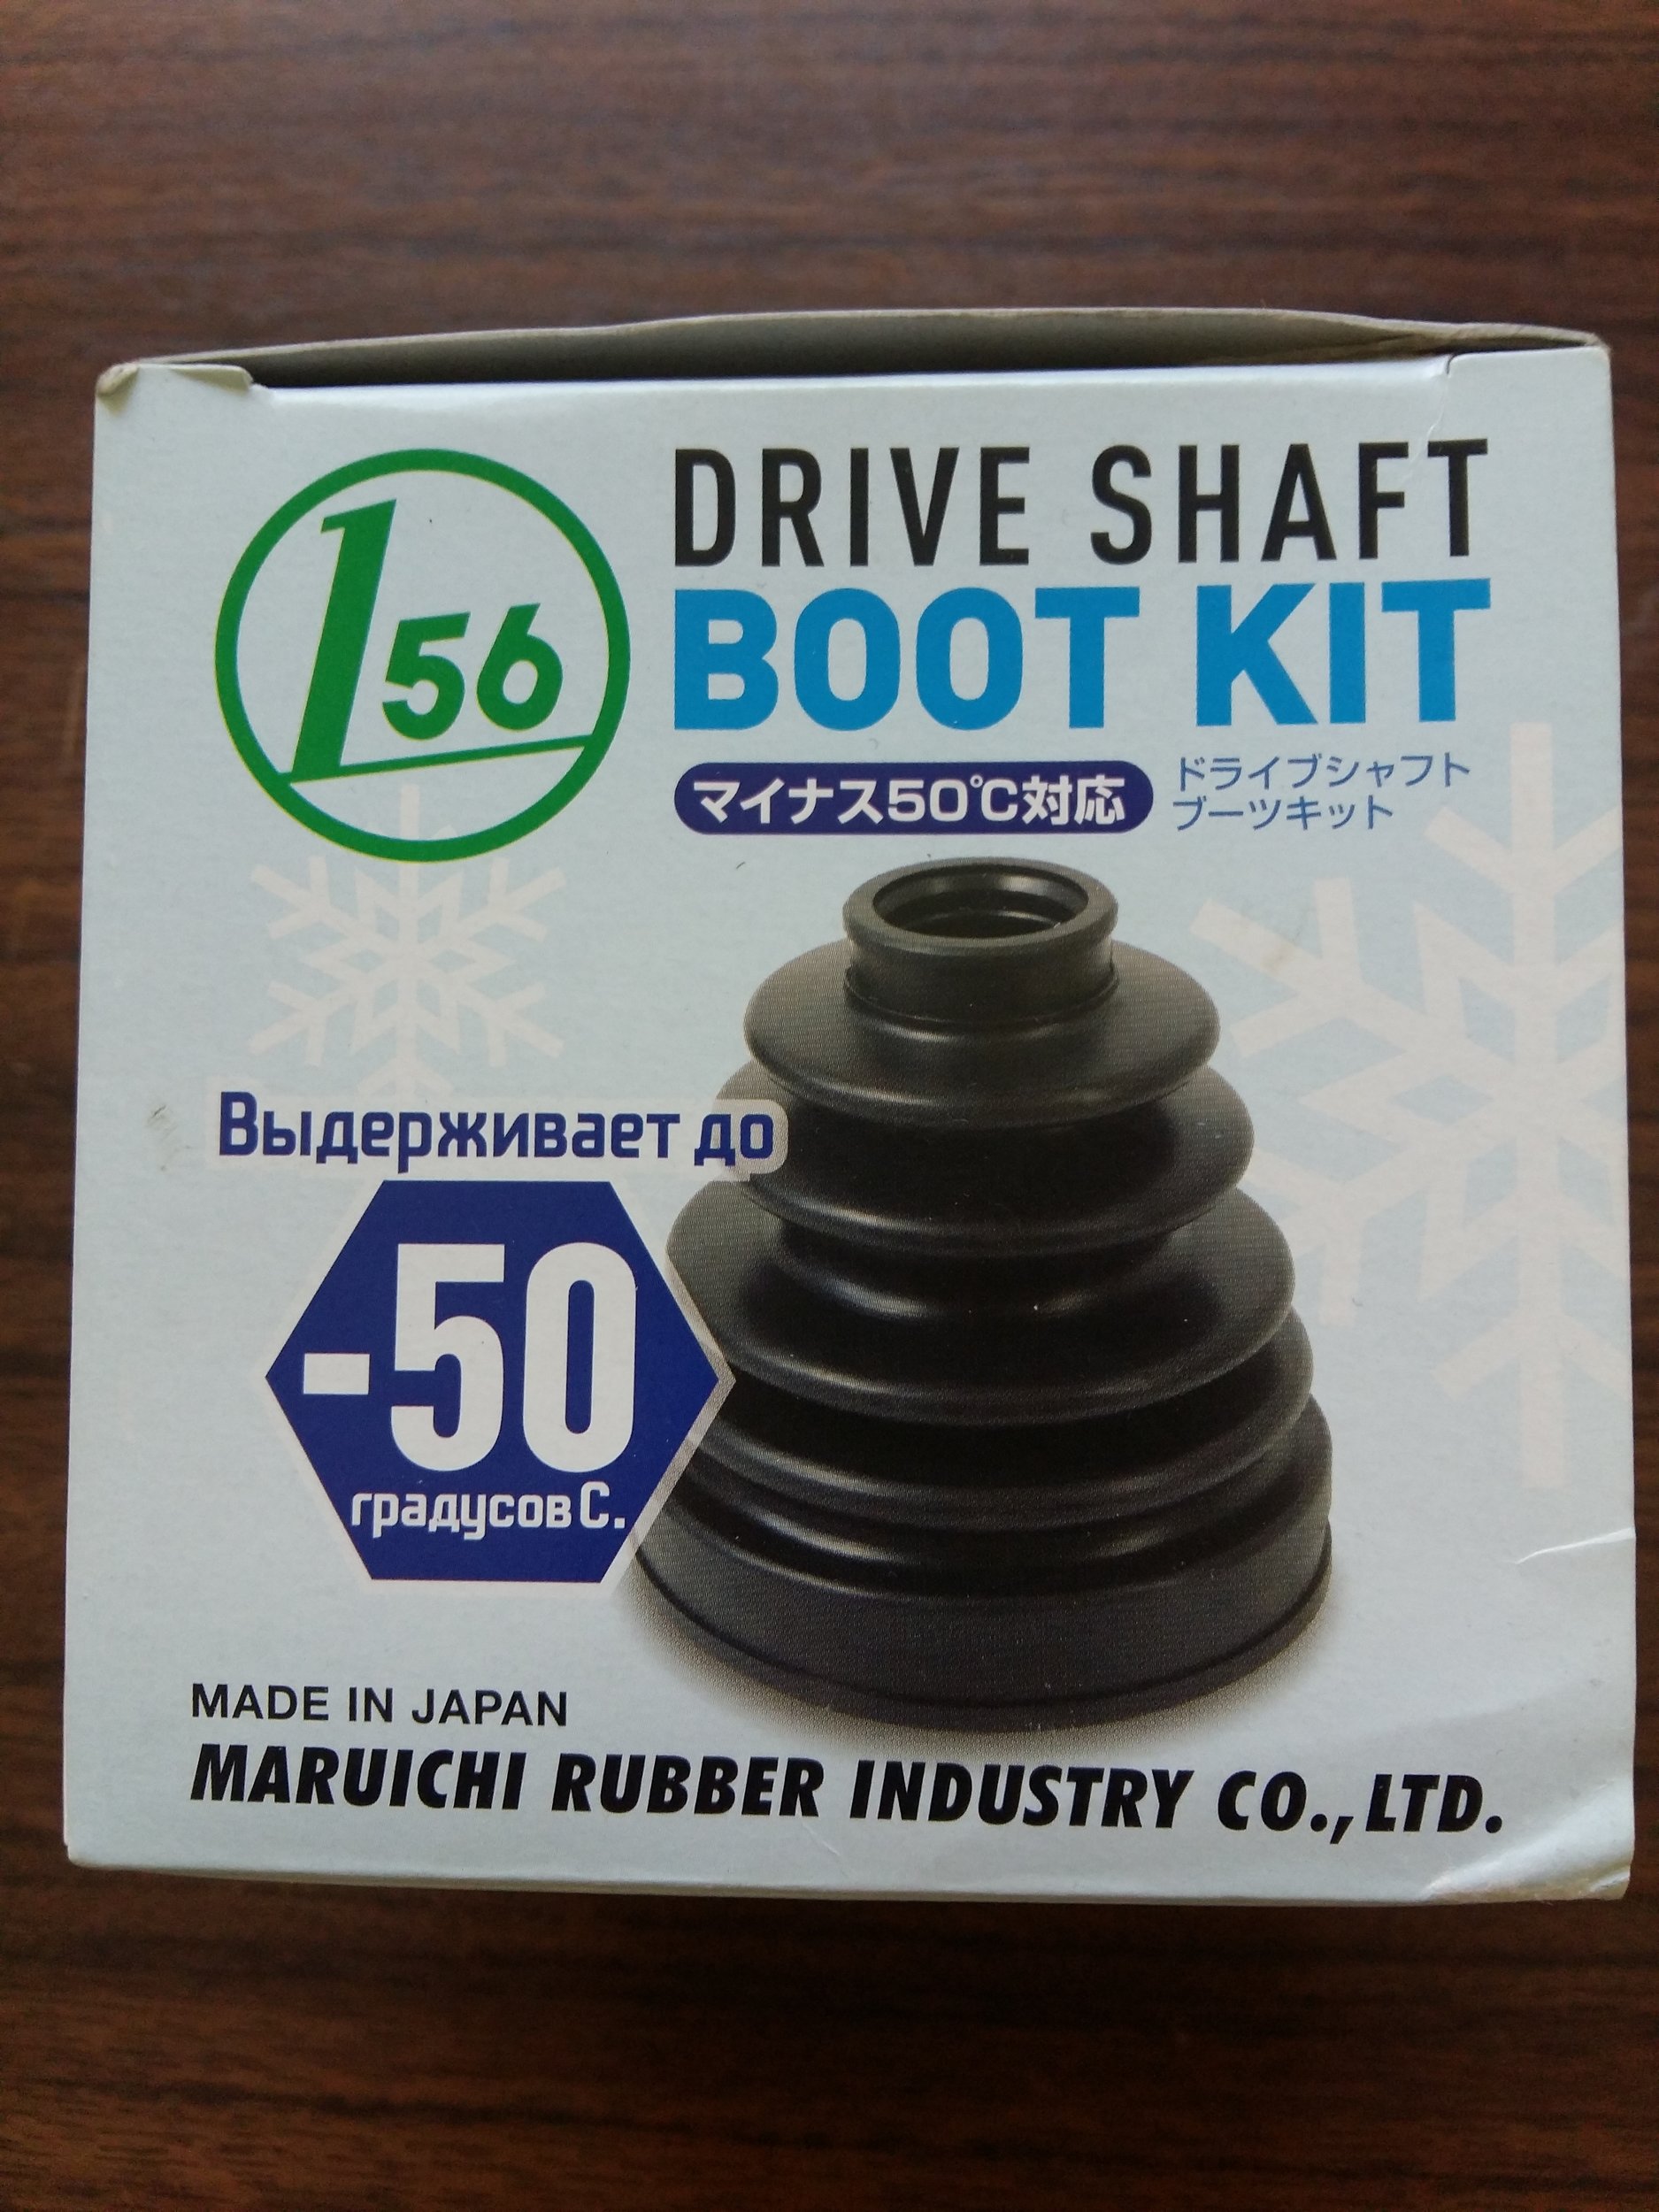 156
DRIVE SHAFT
BOOT KIT
マイナス50℃対応
ドライブシャフト
ブーツキット
Выдерживает до
-50
градусов С.
MADE IN JAPAN
MARUICHI RUBBER INDUSTRY CO.,LTD.